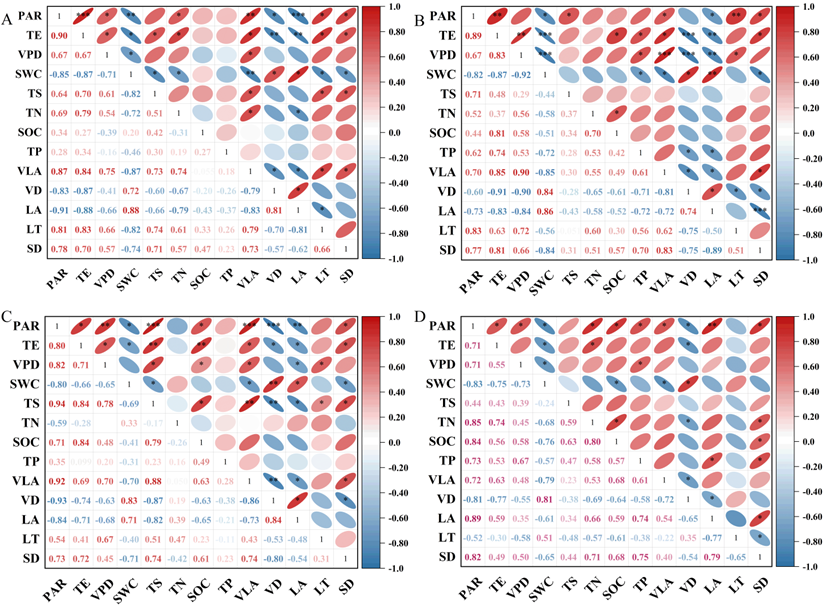 A
PAR 1
TE 0.90 1
VPD 0.67 0.67 1
SWC -0.85 -0.87 -0.71 1
TS 0.64 0.70 0.61 -0.82 1
TN 0.69 0.79 0.54 -0.72 0.51 1
SOC 0.34 0.27 -0.39 0.20 0.42 -0.31 1
TP 0.28 0.34 -0.16 -0.46 0.30 0.19 0.27 1
VLA 0.87 0.84 0.75 -0.87 0.73 0.74 0.18 1
VD -0.83 -0.87 -0.41 0.72 -0.60 -0.67 -0.20 -0.26 -0.79 1
LA -0.91 -0.88 -0.66 0.88 -0.66 -0.79 -0.43 -0.37 -0.83 0.81 1
LT 0.81 0.83 0.66 -0.82 0.74 0.61 0.33 0.26 0.79 -0.70 -0.81 1
SD 0.78 0.70 0.57 -0.74 0.71 0.57 0.47 0.23 0.73 -0.57 -0.62 0.66 1
PAR TE VPD SWC TS TN SOC TP VLA VD LA LT SD
1.0
0.80
0.60
0.40
0.20
0.0
-0.20
-0.40
-0.60
-0.80
-1.0
B
PAR 1
TE 0.89 1
VPD 0.67 0.83 1
SWC -0.82 -0.87 -0.92 1
TS 0.71 0.48 0.29 -0.44 1
TN 0.52 0.37 0.56 -0.51 0.37 1
SOC 0.44 0.81 0.58 -0.51 0.34 0.70 1
TP 0.62 0.74 0.53 -0.72 0.28 0.53 0.42 1
VLA 0.70 0.85 0.90 -0.85 0.30 0.55 0.49 0.61 1
VD -0.60 -0.91 -0.90 0.84 -0.28 -0.65 -0.61 -0.71 -0.81 1
LA -0.73 -0.83 -0.84 0.86 -0.43 -0.58 -0.52 -0.72 -0.72 0.74 1
LT 0.83 0.63 0.72 -0.56 0.60 0.30 0.56 0.57 -0.75 -0.50 1
SD 0.77 0.81 0.66 -0.84 0.31 0.51 0.57 0.70 0.83 -0.51 -0.89 0.51 1
PAR TE VPD SWC TS TN SOC TP VLA VD LA LT SD
1.0
0.80
0.60
0.40
0.20
0.0
-0.20
-0.40
-0.60
-0.80
-1.0
C
PAR 1
TE 0.80 1
VPD 0.82 0.71 1
SWC -0.80 -0.66 -0.65 1
TS 0.94 0.84 0.78 -0.69 1
TN -0.59 -0.28 0.33 -0.17 1
SOC 0.71 0.84 0.48 -0.41 0.79 -0.26 1
TP 0.35 0.20 -0.31 0.23 0.16 0.49 1
VLA 0.92 0.69 0.70 -0.82 0.88 0.63 0.28 1
VD -0.93 -0.74 -0.63 0.83 -0.87 0.19 -0.63 -0.38 -0.86 1
LA -0.84 -0.71 -0.68 0.71 -0.82 0.39 -0.65 -0.21 -0.73 0.84 1
LT 0.54 0.41 0.67 -0.40 0.67 -0.23 0.43 -0.53 -0.48 1
SD 0.73 0.72 0.45 -0.71 0.74 -0.42 0.61 0.23 0.74 -0.80 -0.54 0.31 1
PAR TE VPD SWC TS TN SOC TP VLA VD LA LT SD
1.0
0.80
0.60
0.40
0.20
0.0
-0.20
-0.40
-0.60
-0.80
-1.0
D
PAR 1
TE 0.71 1
VPD 0.71 0.55 1
SWC -0.83 -0.75 -0.73 1
TS 0.44 0.43 0.39 -0.24 1
TN 0.85 0.74 0.45 -0.68 0.59 1
SOC 0.84 0.56 0.58 -0.76 0.63 0.80 1
TP 0.73 0.53 0.67 -0.57 0.47 0.58 0.57 1
VLA 0.72 0.63 0.48 -0.79 0.23 0.53 0.68 0.61 1
VD -0.81 -0.77 -0.55 0.81 -0.38 -0.69 -0.64 -0.58 -0.72 1
LA 0.89 0.59 0.35 -0.61 0.34 0.66 0.59 0.74 0.54 -0.65 1
LT -0.52 -0.30 -0.58 0.51 -0.48 -0.57 -0.61 -0.38 -0.22 0.35 -0.77 1
SD 0.82 0.49 0.50 -0.65 0.44 0.71 0.68 0.75 0.40 -0.54 0.79 -0.65 1
PAR TE VPD SWC TS TN SOC TP VLA VD LA LT SD
1.0
0.80
0.60
0.40
0.20
0.0
-0.20
-0.40
-0.60
-0.80
-1.0